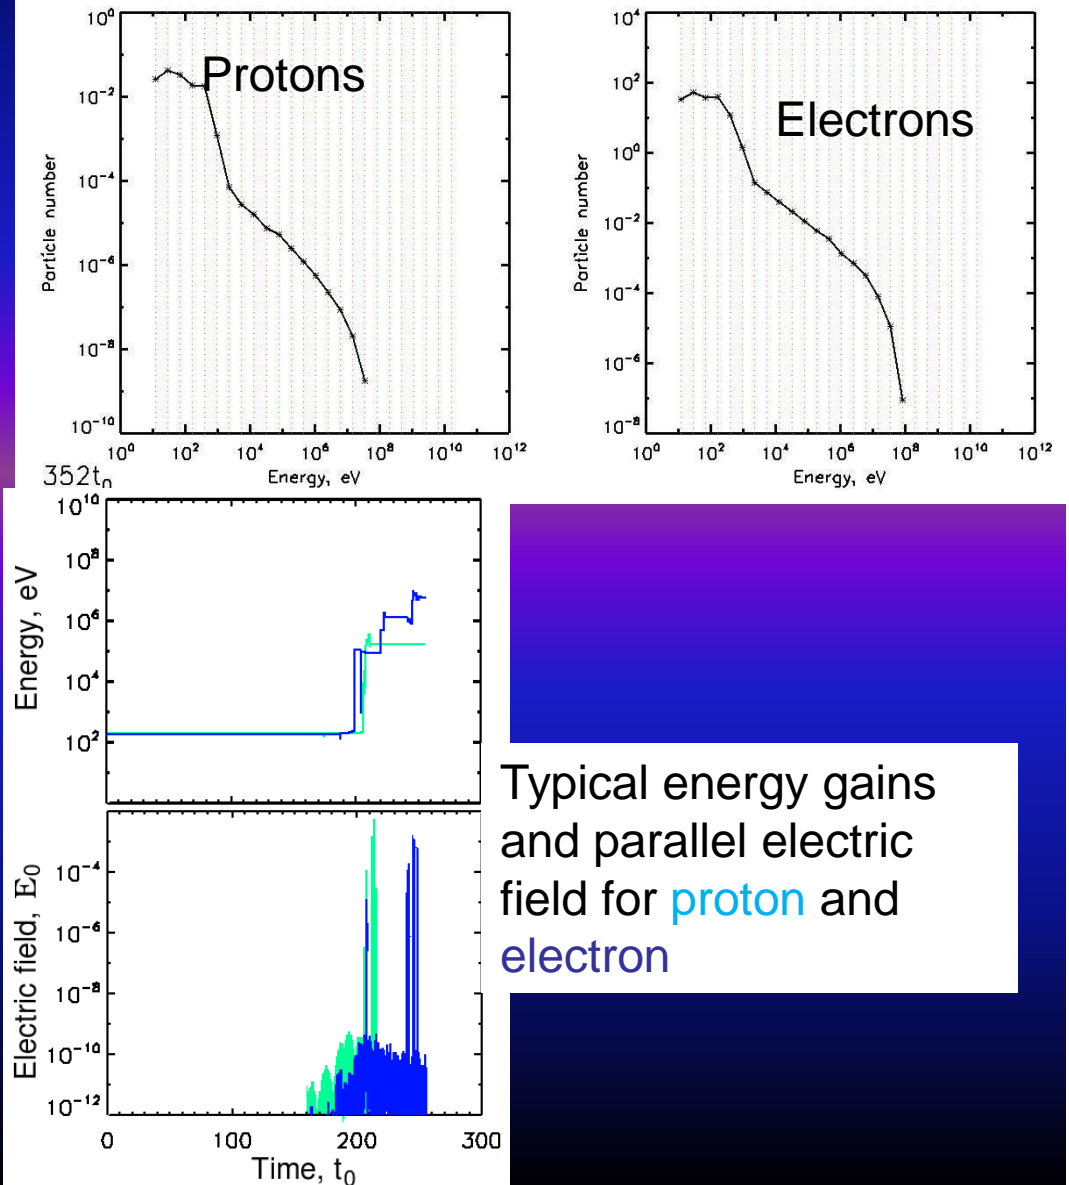 10⁰
10⁻²
10⁻⁴
10⁻⁶
10⁻⁸
10⁻¹⁰
Particle number
Protons
10⁰ 10² 10⁴ 10⁶ 10⁸ 10¹⁰ 10¹²
Energy, eV
352t₀
10⁴
10²
10⁰
10⁻²
10⁻⁴
10⁻⁶
10⁻⁸
Particle number
Electrons
10⁰ 10² 10⁴ 10⁶ 10⁸ 10¹⁰ 10¹²
Energy, eV
10¹⁰
10⁸
10⁶
10⁴
10²
Energy, eV
10⁻⁴
10⁻⁶
10⁻⁸
10⁻¹⁰
10⁻¹²
Electric field, E₀
0 100 200 300
Time, t₀
Typical energy gains
and parallel electric
field for proton and
electron